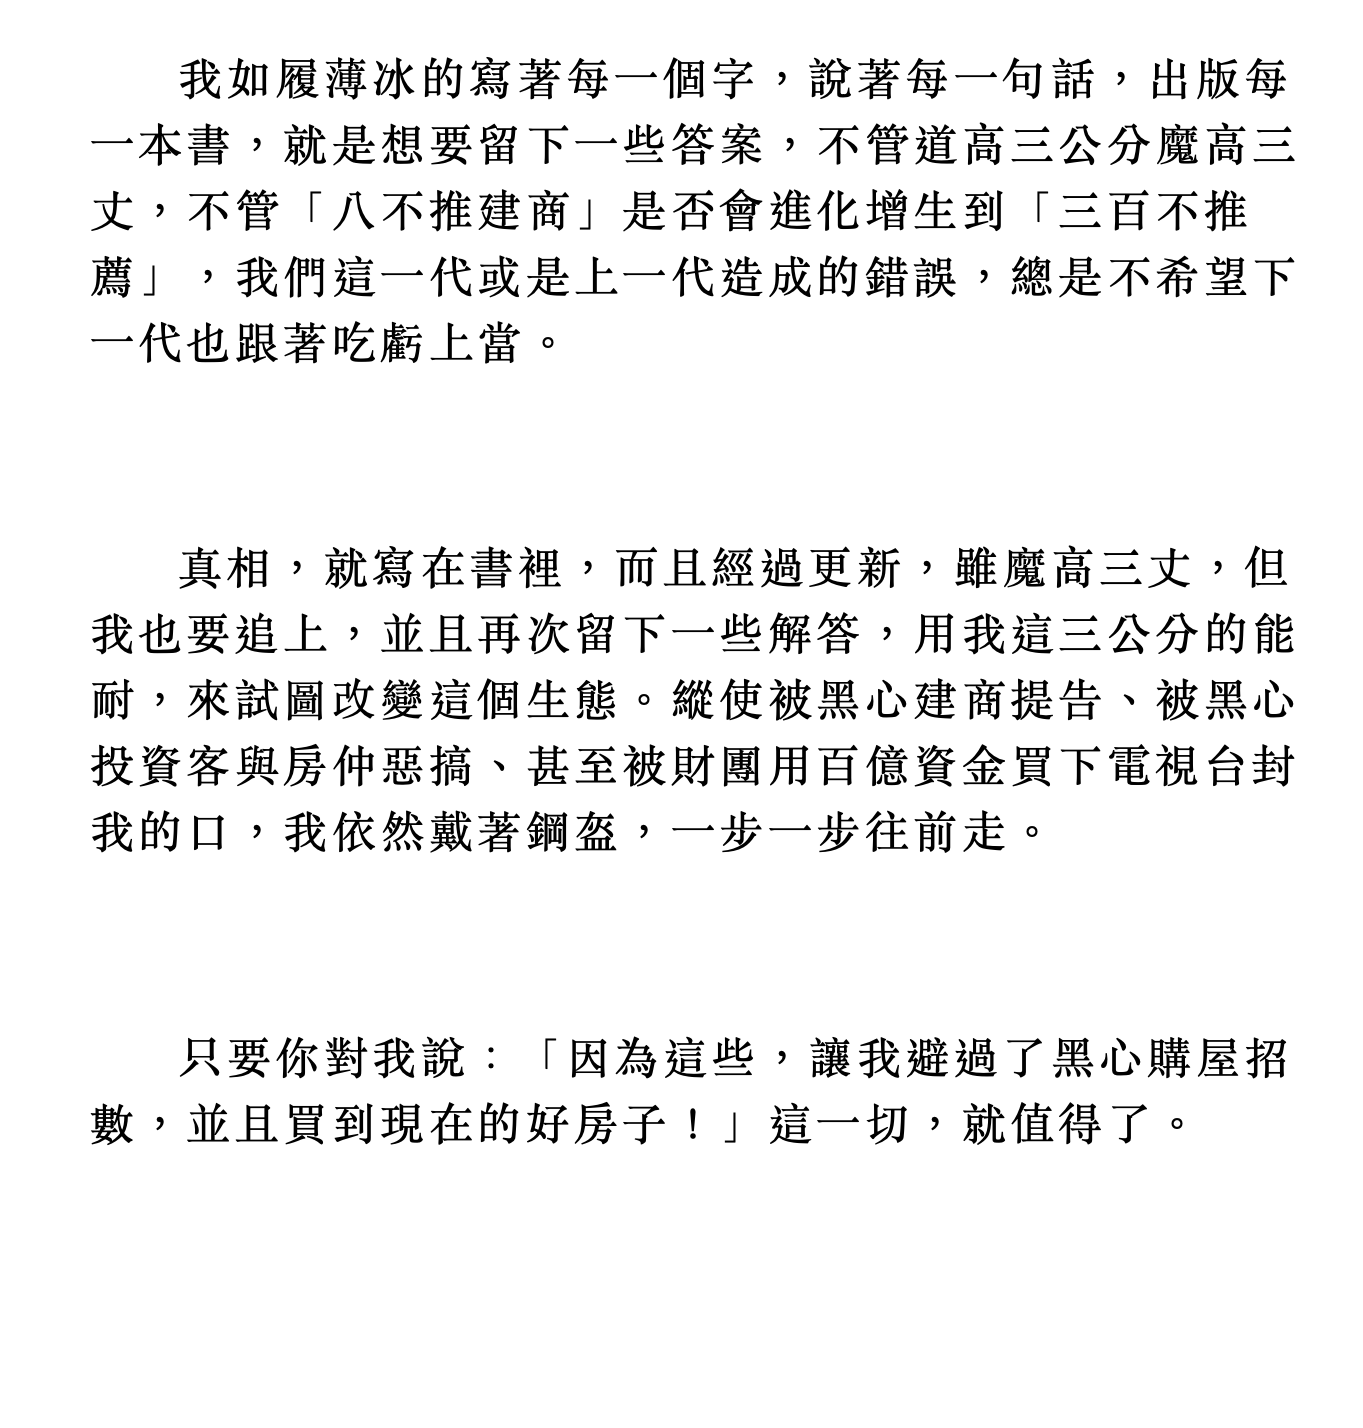 我如履薄冰的寫著每一個字，說著每一句話，出版每
一本書，就是想要留下一些答案，不管道高三公分魔高三
丈，不管「八不推建商」是否會進化增生到「三百不推
薦」，我們這一代或是上一代造成的錯誤，總是不希望下
一代也跟著吃虧上當。
真相，就寫在書裡，而且經過更新，雖魔高三丈，但
我也要追上，並且再次留下一些解答，用我這三公分的能
耐，來試圖改變這個生態。縱使被黑心建商提告、被黑心
投資客與房仲惡搞、甚至被財團用百億資金買下電視台封
我的口，我依然戴著鋼盔，一步一步往前走。
只要你對我說：「因為這些，讓我避過了黑心購屋招
數，並且買到現在的好房子！」這一切，就值得了。